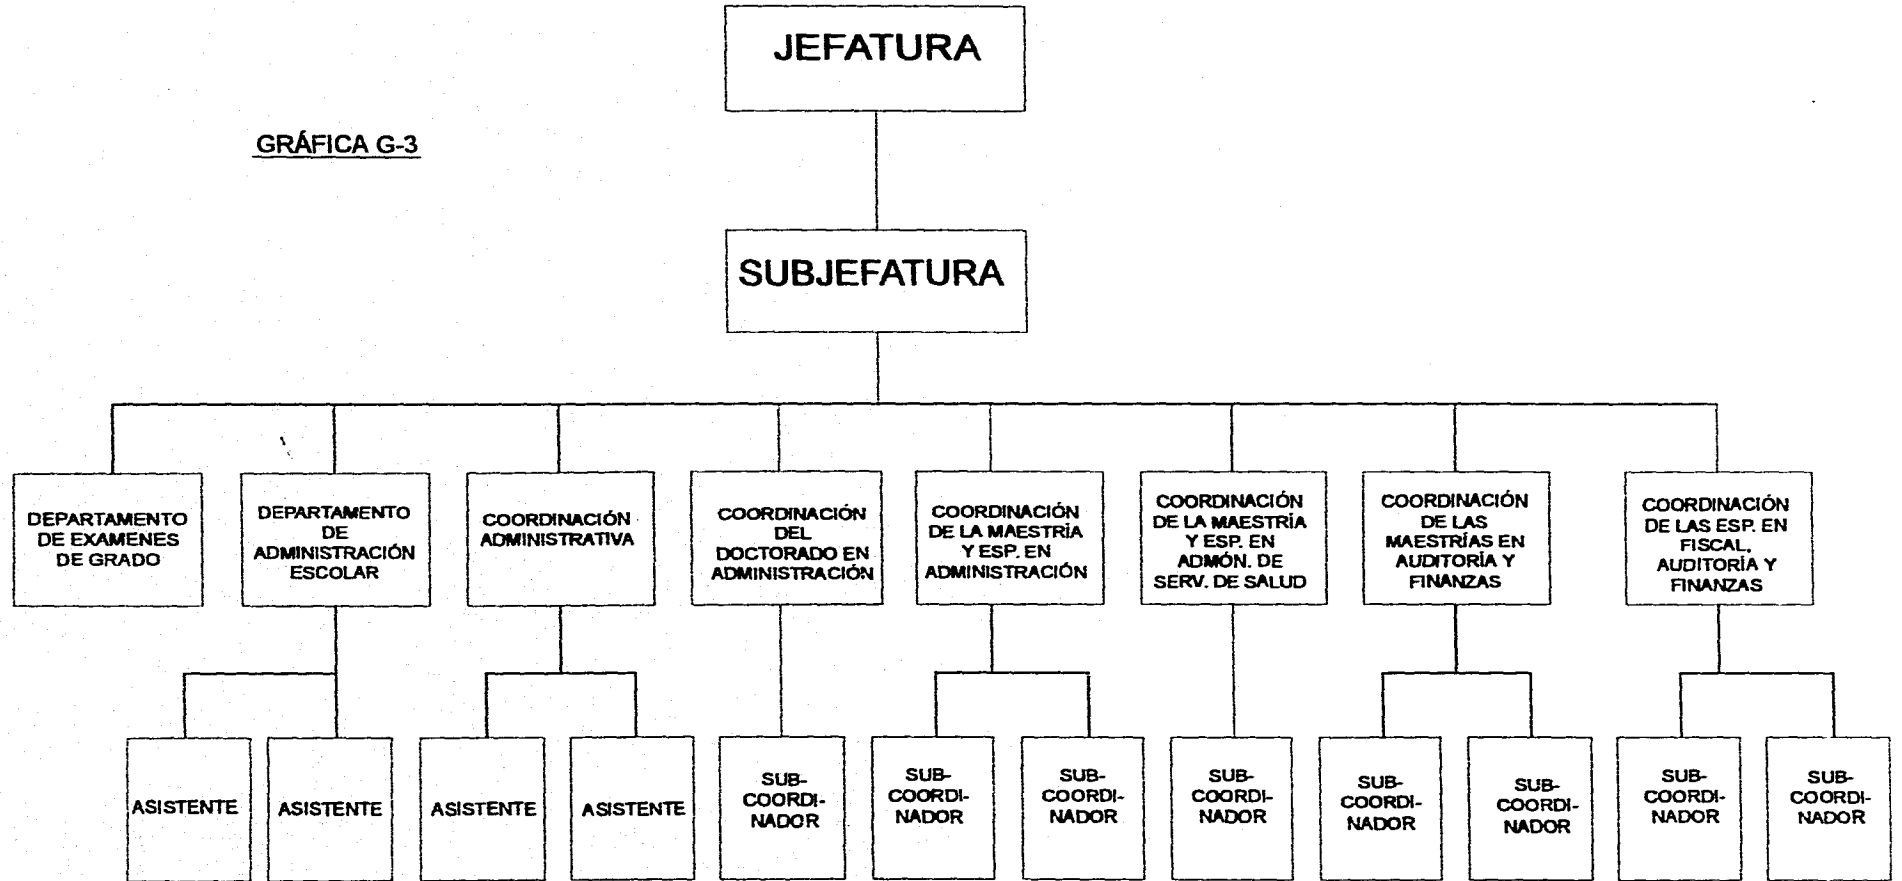 JEFATURA
GRÁFICA G-3
SUBJEFATURA
DEPARTAMENTO
DE EXAMENES
DE GRADO
DEPARTAMENTO
DE
ADMINISTRACIÓN
ESCOLAR
COORDINACIÓN
ADMINISTRATIVA
COORDINACIÓN
DEL
DOCTORADO EN
ADMINISTRACIÓN
COORDINACIÓN
DE LA MAESTRÍA
Y ESP. EN
ADMINISTRACIÓN
COORDINACIÓN
DE LA MAESTRÍA
Y ESP. EN
ADMÓN. DE
SERV. DE SALUD
COORDINACIÓN
DE LAS
MAESTRÍAS EN
AUDITORÍA Y
FINANZAS
COORDINACIÓN
DE LAS ESP. EN
FISCAL,
AUDITORÍA Y
FINANZAS
ASISTENTE
ASISTENTE
ASISTENTE
ASISTENTE
SUB-
COORDI-
NADOR
SUB-
COORDI-
NADOR
SUB-
COORDI-
NADOR
SUB-
COORDI-
NADOR
SUB-
COORDI-
NADOR
SUB-
COORDI-
NADOR
SUB-
COORDI-
NADOR
SUB-
COORDI-
NADOR